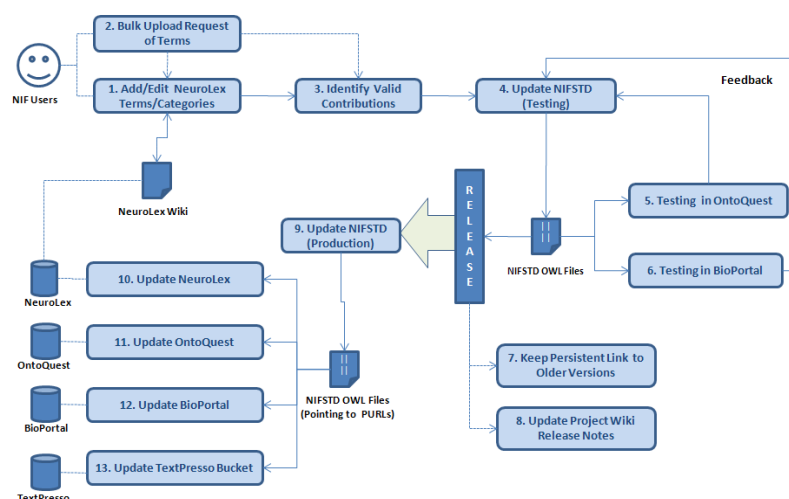 2. Bulk Upload Request
of Terms
NIF Users
1. Add/Edit NeuroLex
Terms/Categories
3. Identify Valid
Contributions
4. Update NIFSTD
(Testing)
Feedback
NeuroLex Wiki
RELEASE
9. Update NIFSTD
(Production)
NIFSTD OWL Files
5. Testing in OntoQuest
6. Testing in BioPortal
NeuroLex
10. Update NeuroLex
OntoQuest
11. Update OntoQuest
BioPortal
12. Update BioPortal
TextPresso
13. Update TextPresso Bucket
NIFSTD OWL Files
(Pointing to PURLs)
7. Keep Persistent Link to
Older Versions
8. Update Project Wiki
Release Notes